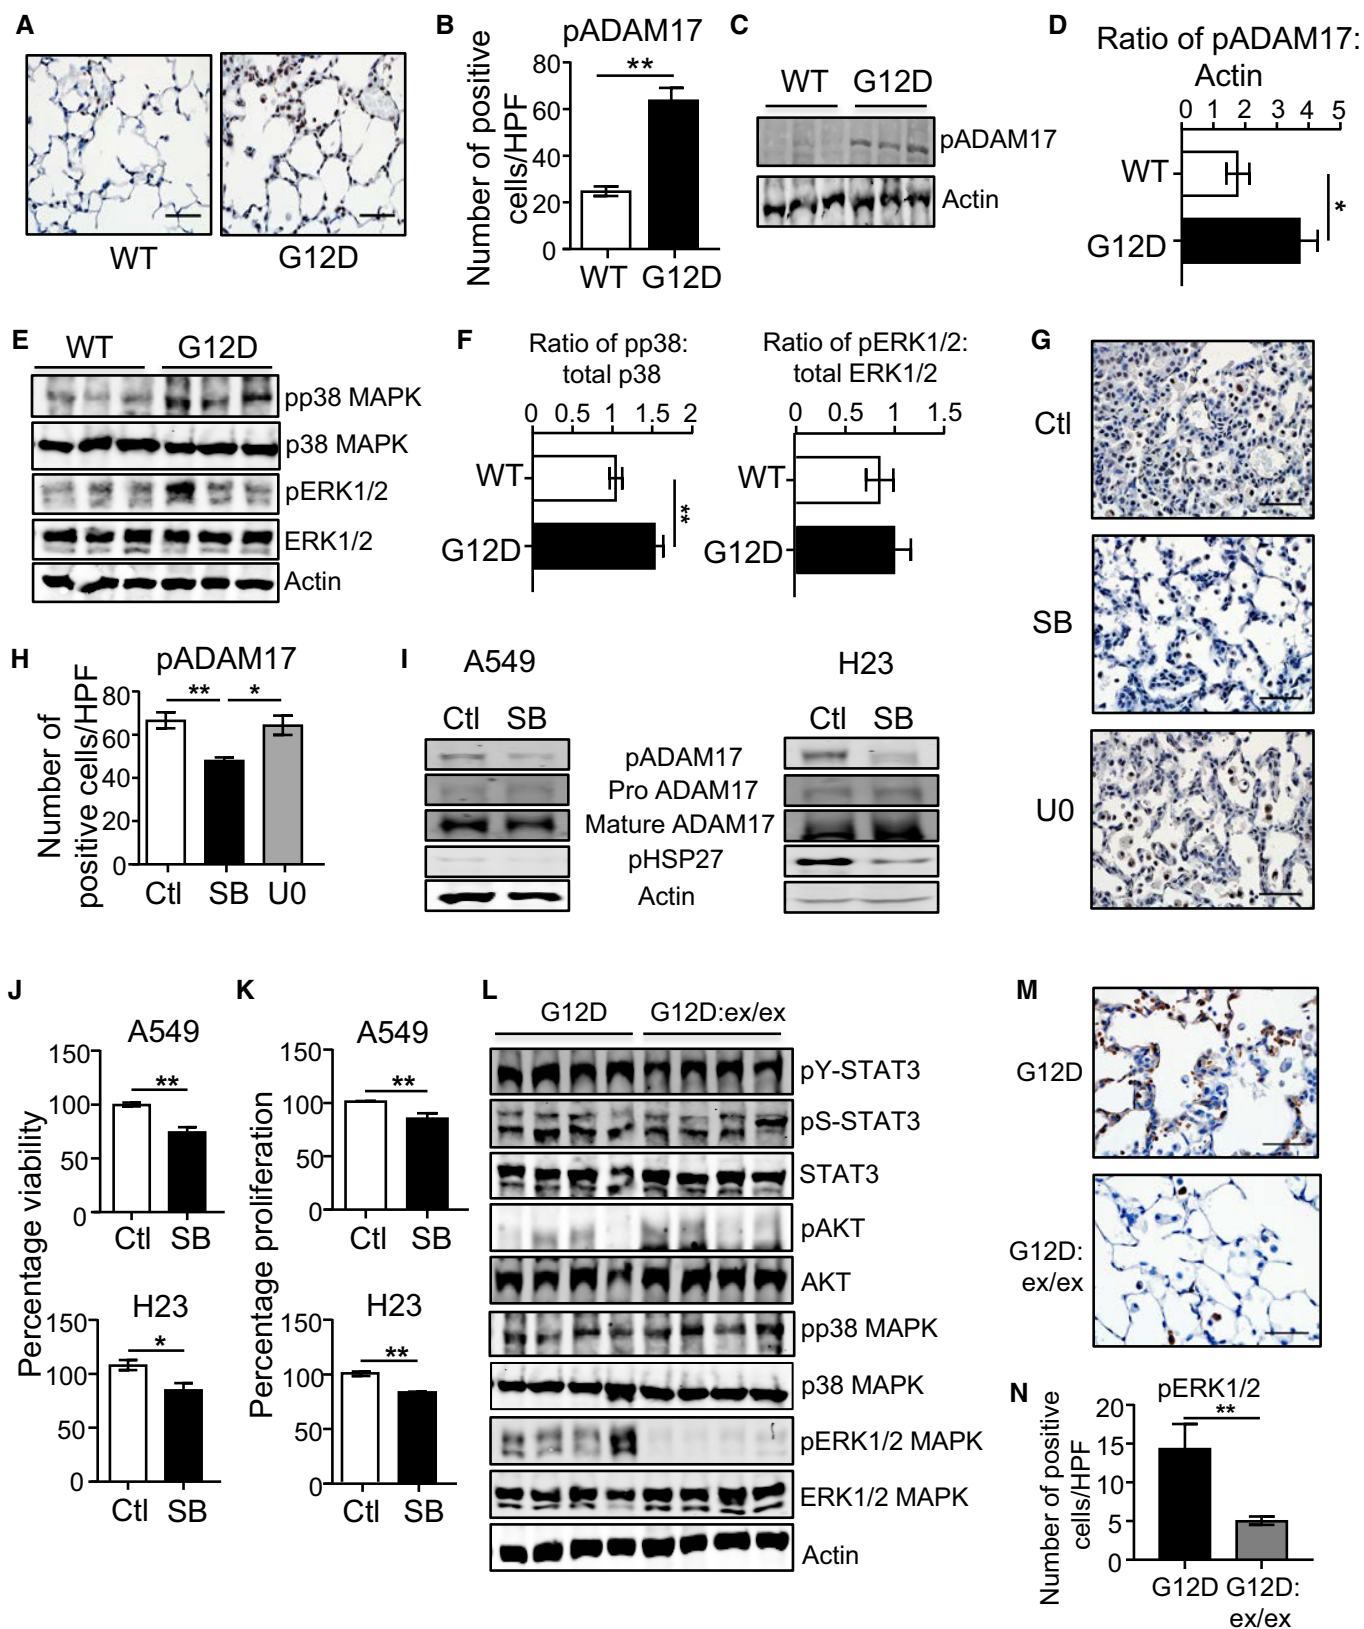 A
WT
G12D
B
pADAM17
Number of positive
cells/HPF
80
60
40
20
0
**
WT G12D
C
WT G12D
pADAM17
Actin
D
Ratio of pADAM17:
Actin
0 1 2 3 4 5
WT
G12D
*
E
WT G12D
pp38 MAPK
p38 MAPK
pERK1/2
ERK1/2
Actin
F
Ratio of pp38:
total p38
0 0.5 1 1.5 2
WT
G12D
**
Ratio of pERK1/2:
total ERK1/2
0 0.5 1 1.5
WT
G12D
G
Ctl
SB
U0
H
pADAM17
Number of
positive cells/HPF
80
60
40
20
0
** *
Ctl SB U0
I
A549 H23
Ctl SB Ctl SB
pADAM17
Pro ADAM17
Mature ADAM17
pHSP27
Actin
J
Percentage viability
A549
150
100
50
0
**
Ctl SB
H23
150
100
50
0
*
Ctl SB
K
Percentage proliferation
A549
150
100
50
0
**
Ctl SB
H23
150
100
50
0
**
Ctl SB
L
G12D G12D:ex/ex
pY-STAT3
pS-STAT3
STAT3
pAKT
AKT
pp38 MAPK
p38 MAPK
pERK1/2 MAPK
ERK1/2 MAPK
Actin
M
G12D
G12D:
ex/ex
N
pERK1/2
Number of positive
cells/HPF
20
15
10
5
0
**
G12D G12D:
ex/ex